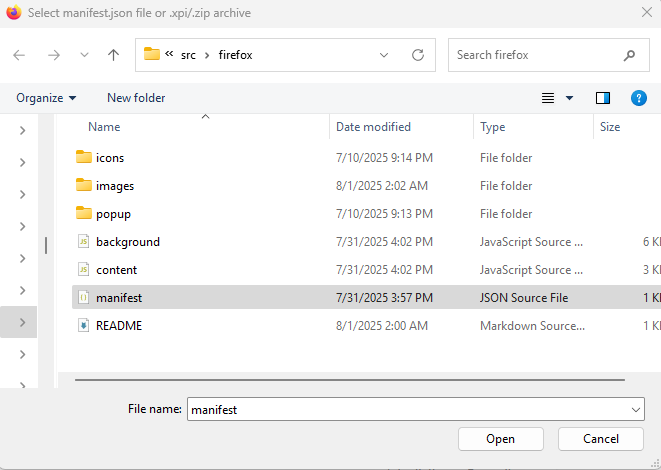 Select manifest.json file or .xpi/.zip archive
« src › firefox
Search firefox
Organize
New folder
Name Date modified Type Size
icons 7/10/2025 9:14 PM File folder
images 8/1/2025 2:02 AM File folder
popup 7/10/2025 9:13 PM File folder
background 7/31/2025 4:02 PM JavaScript Source ... 6 K
content 7/31/2025 4:02 PM JavaScript Source ... 3 K
manifest 7/31/2025 3:57 PM JSON Source File 1 K
README 8/1/2025 2:00 AM Markdown Source... 1 K
File name: manifest
Open Cancel